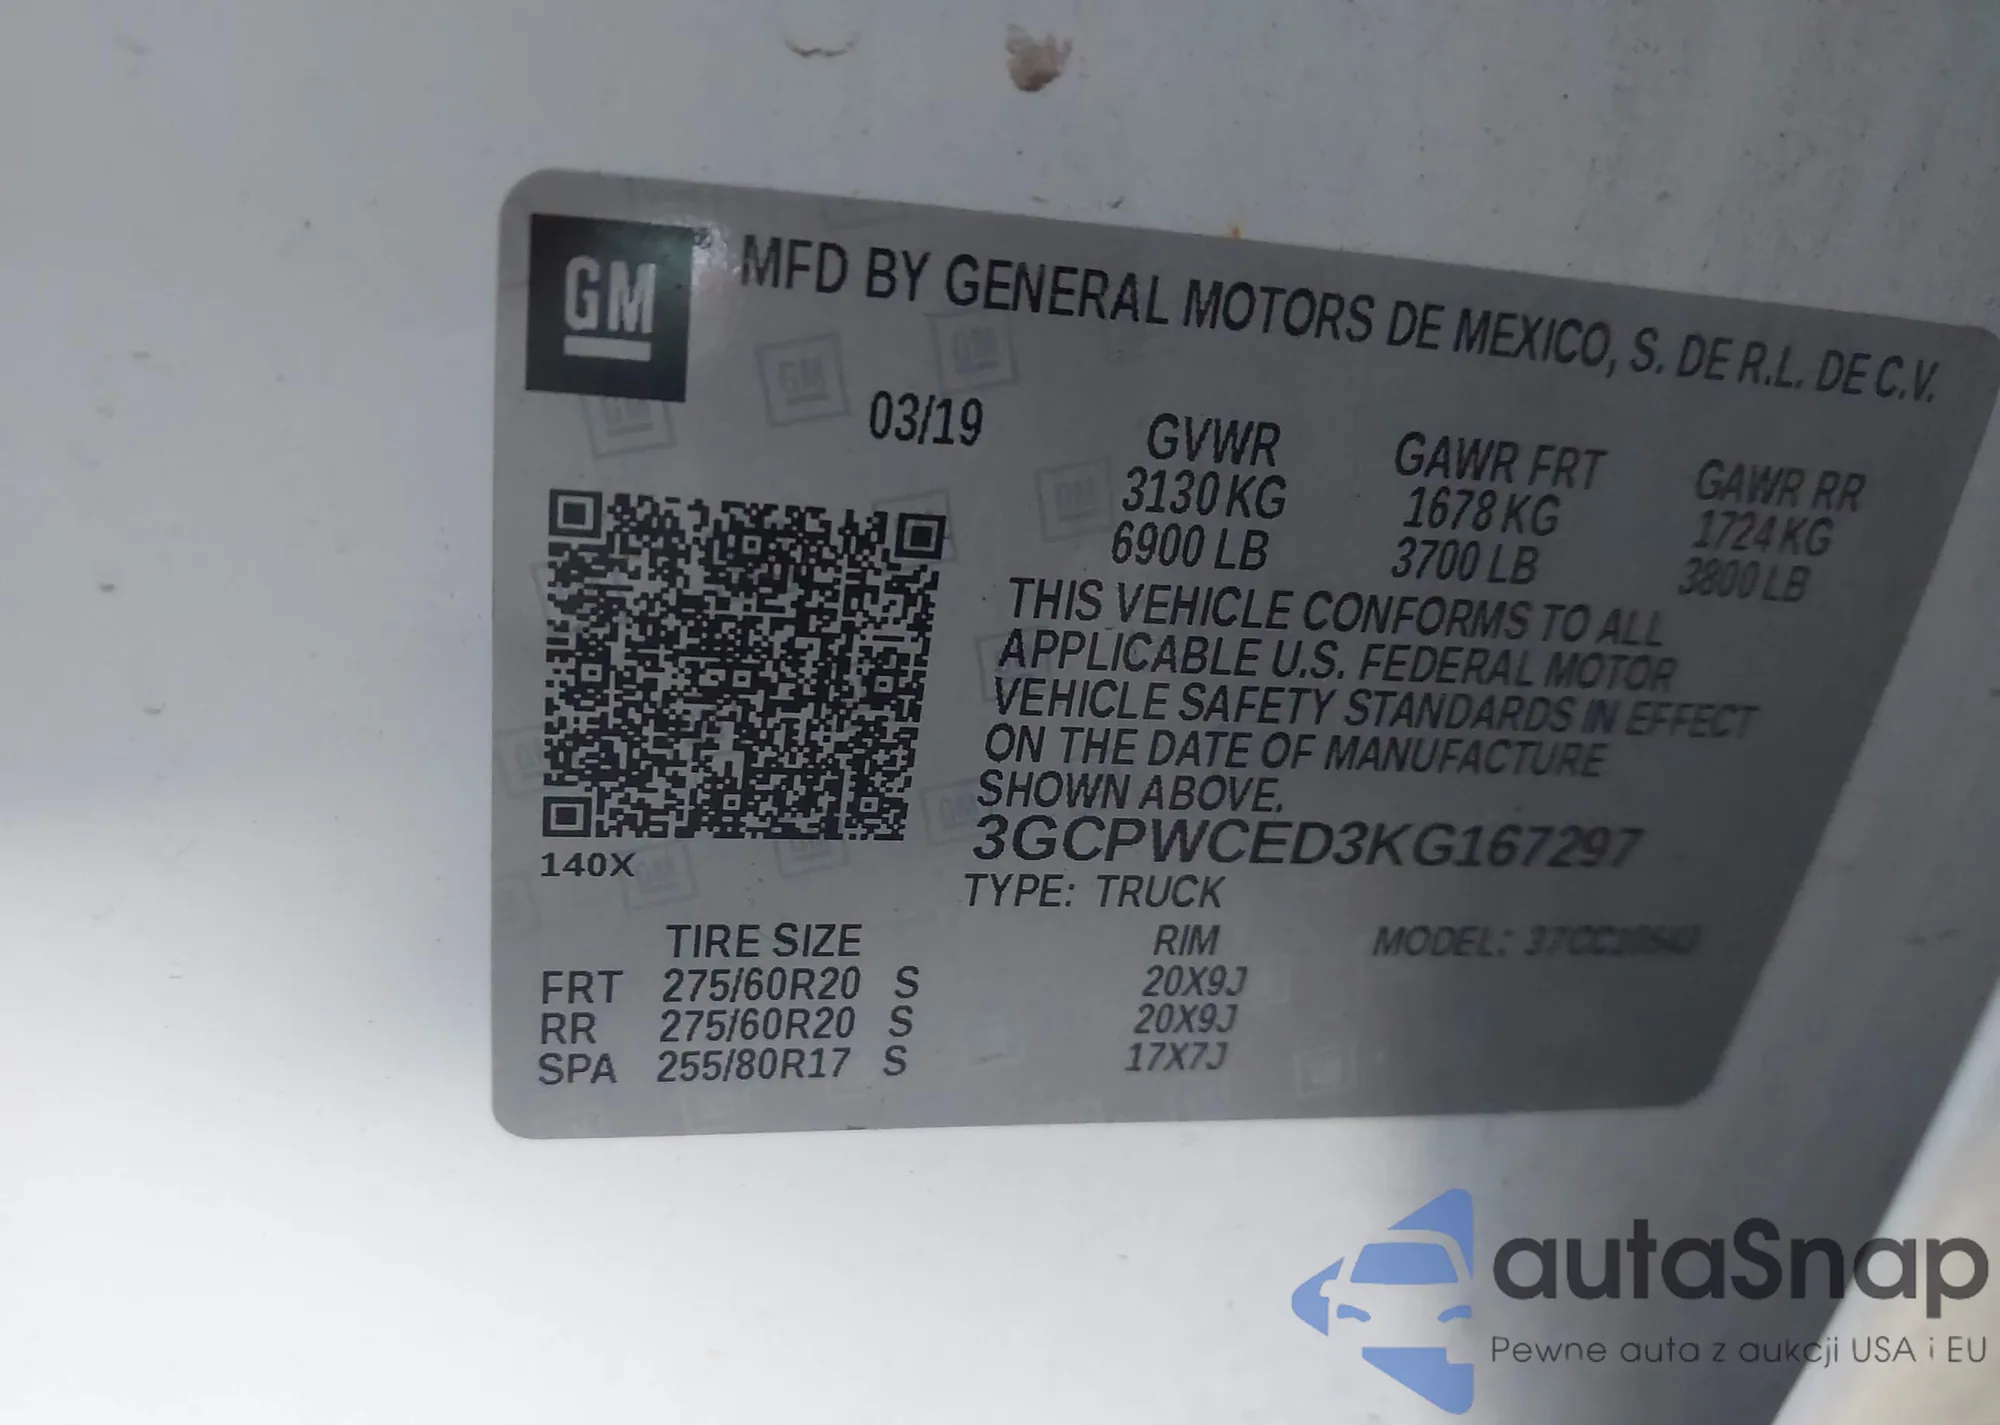 GM
MFD BY GENERAL MOTORS DE MEXICO, S. DE R.L. DE C.V.
03/19
GVWR GAWR FRT GAWR RR
3130 KG 1678 KG 1724 KG
6900 LB 3700 LB 3800 LB
THIS VEHICLE CONFORMS TO ALL
APPLICABLE U.S. FEDERAL MOTOR
VEHICLE SAFETY STANDARDS IN EFFECT
ON THE DATE OF MANUFACTURE
SHOWN ABOVE.
3GCPWCED3KG167297
140X
TYPE: TRUCK
TIRE SIZE RIM MODEL:
FRT 275/60R20 S 20X9J
RR 275/60R20 S 20X9J
SPA 255/80R17 S 17X7J
autaSnap
Pewne auta z aukcji USA i EU